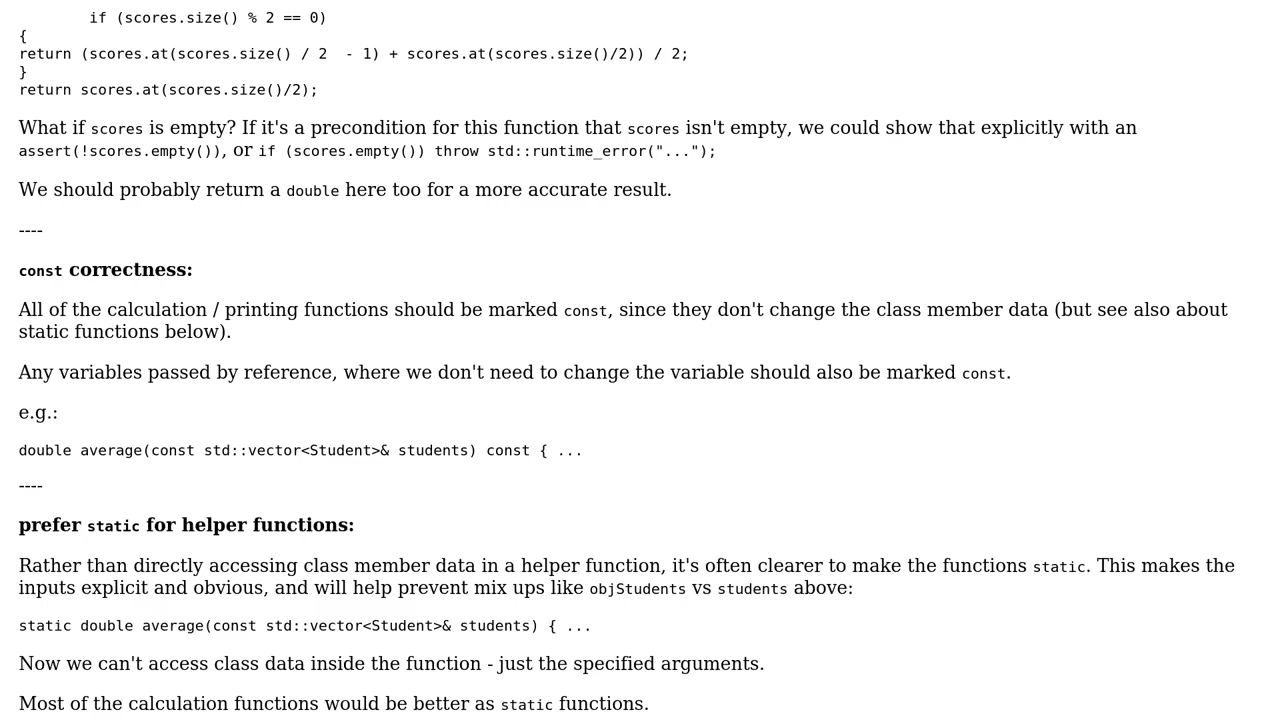 if (scores.size() % 2 == 0)
{
return (scores.at(scores.size() / 2  - 1) + scores.at(scores.size()/2)) / 2;
}
return scores.at(scores.size()/2);
What if scores is empty? If it's a precondition for this function that scores isn't empty, we could show that explicitly with an
assert(!scores.empty()), or if (scores.empty()) throw std::runtime_error("...");
We should probably return a double here too for a more accurate result.
----
const correctness:
All of the calculation / printing functions should be marked const, since they don't change the class member data (but see also about
static functions below).
Any variables passed by reference, where we don't need to change the variable should also be marked const.
e.g.:
double average(const std::vector<Student>& students) const { ...
----
prefer static for helper functions:
Rather than directly accessing class member data in a helper function, it's often clearer to make the functions static. This makes the
inputs explicit and obvious, and will help prevent mix ups like objStudents vs students above:
static double average(const std::vector<Student>& students) { ...
Now we can't access class data inside the function - just the specified arguments.
Most of the calculation functions would be better as static functions.